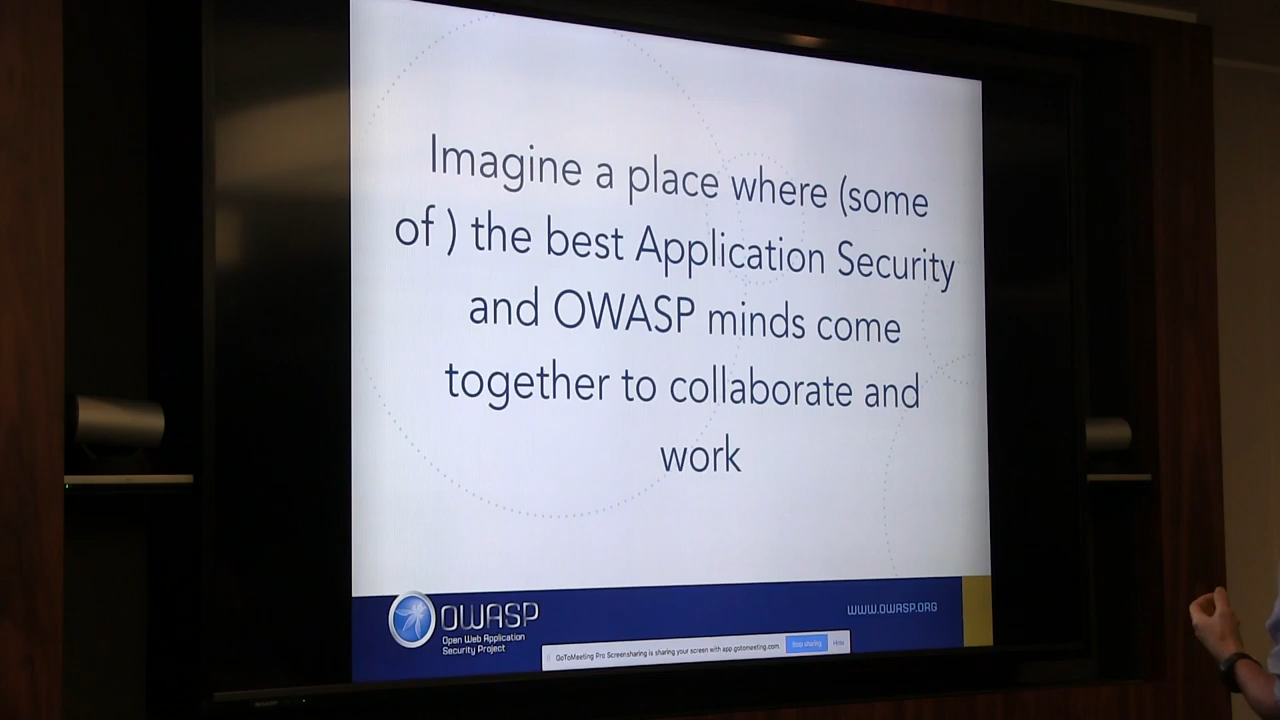 Imagine a place where (some
of ) the best Application Security
and OWASP minds come
together to collaborate and
work
OWASP
Open Web Application
Security Project
WWW.OWASP.ORG
GoToMeeting Pro Screensharing is sharing your screen with app.gotomeeting.com.
Stop sharing
Hide